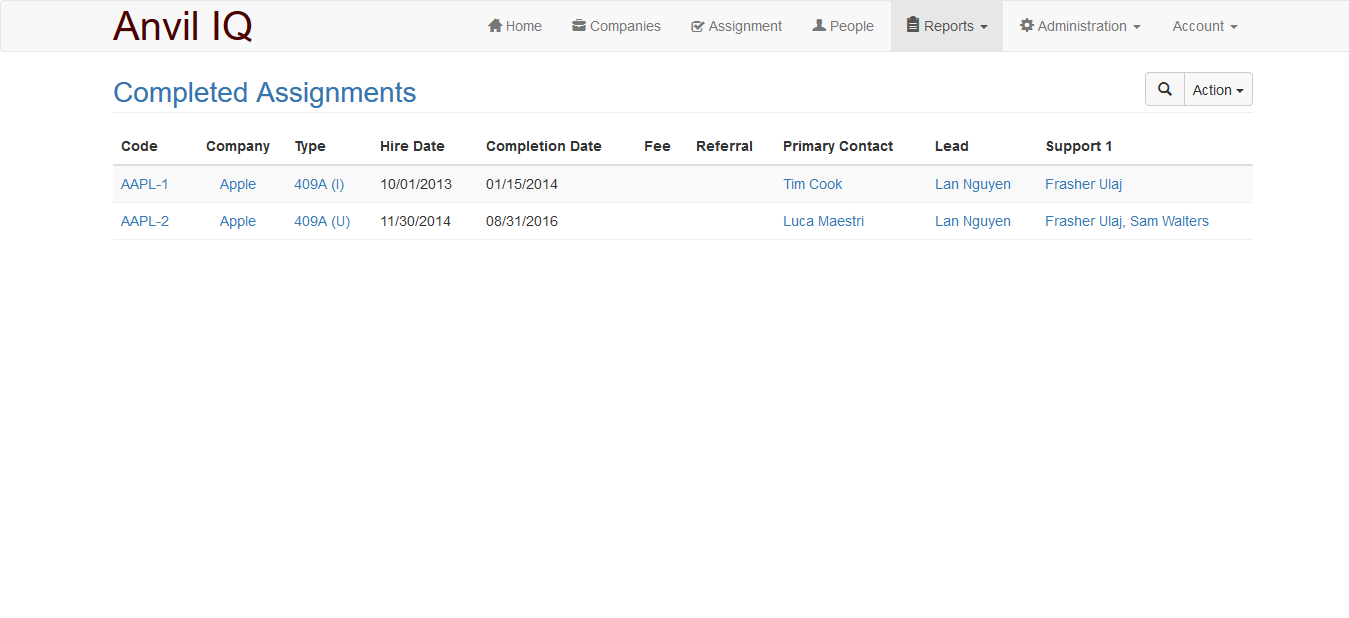 Anvil IQ Home Companies Assignment People Reports Administration Account
Completed Assignments Action
Code Company Type Hire Date Completion Date Fee Referral Primary Contact Lead Support 1
AAPL-1 Apple 409A (I) 10/01/2013 01/15/2014 Tim Cook Lan Nguyen Frasher Ulaj
AAPL-2 Apple 409A (U) 11/30/2014 08/31/2016 Luca Maestri Lan Nguyen Frasher Ulaj, Sam Walters